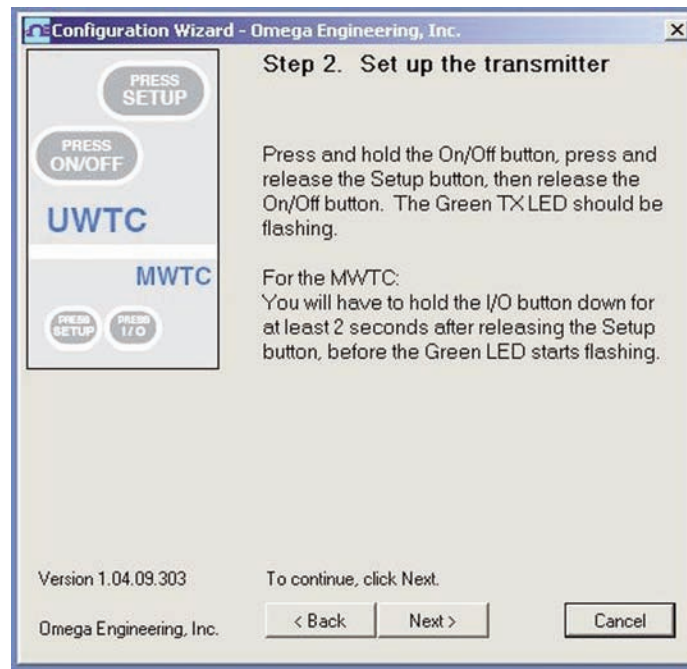 Configuration Wizard - Omega Engineering, Inc.
PRESS
SETUP
PRESS
ON/OFF
UWTC
MWTC
PRESS
SETUP
PRESS
I/O
Step 2. Set up the transmitter
Press and hold the On/Off button, press and
release the Setup button, then release the
On/Off button. The Green TX LED should be
flashing.
For the MWTC:
You will have to hold the I/O button down for
at least 2 seconds after releasing the Setup
button, before the Green LED starts flashing.
Version 1.04.09.303
To continue, click Next.
Omega Engineering, Inc.
< Back
Next >
Cancel